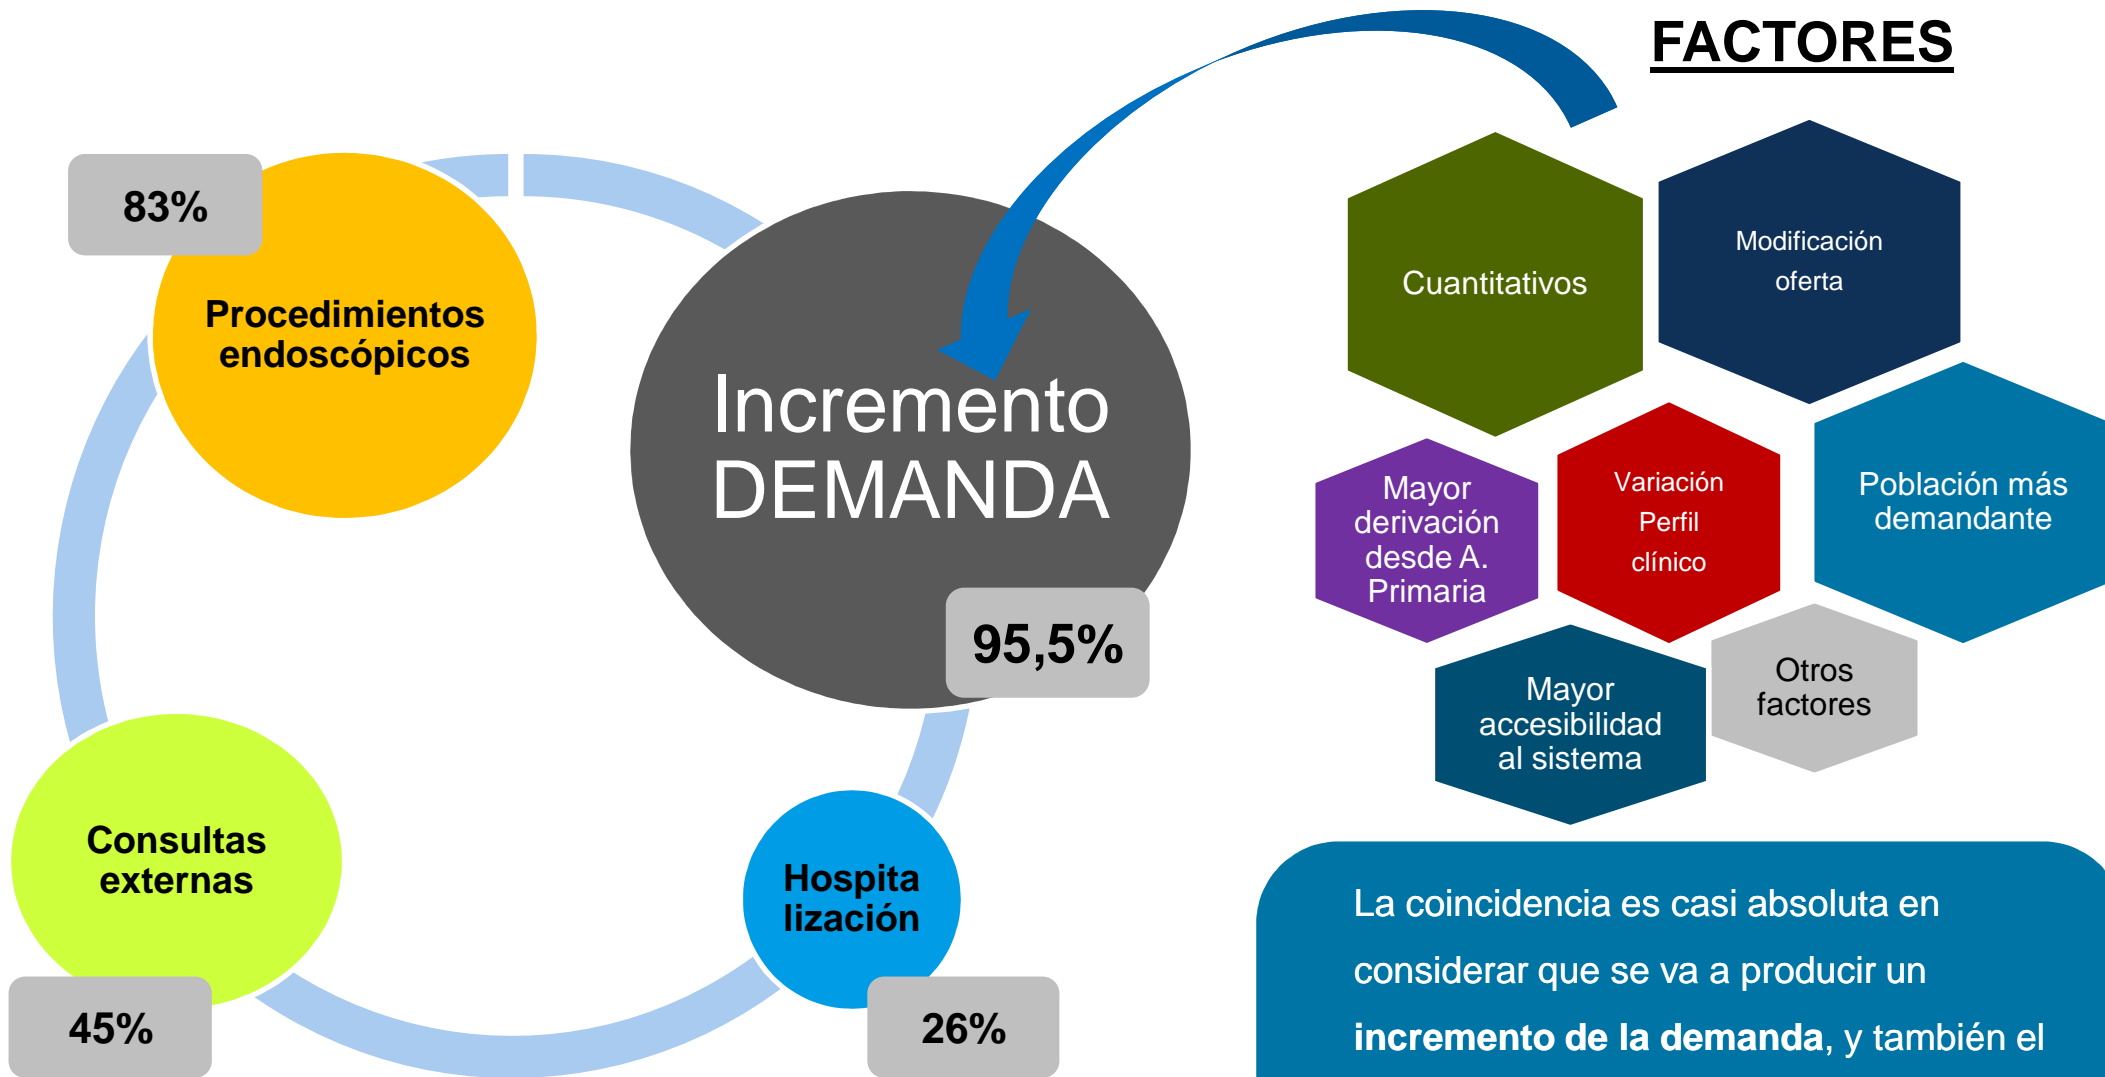 FACTORES
83%
Procedimientos
endoscópicos
Incremento
DEMANDA
95,5%
Consultas
externas
45%
Hospita
lización
26%
Cuantitativos
Modificación
oferta
Mayor
derivación
desde A.
Primaria
Variación
Perfil
clínico
Población más
demandante
Mayor
accesibilidad
al sistema
Otros
factores
La coincidencia es casi absoluta en
considerar que se va a producir un
incremento de la demanda, y también el